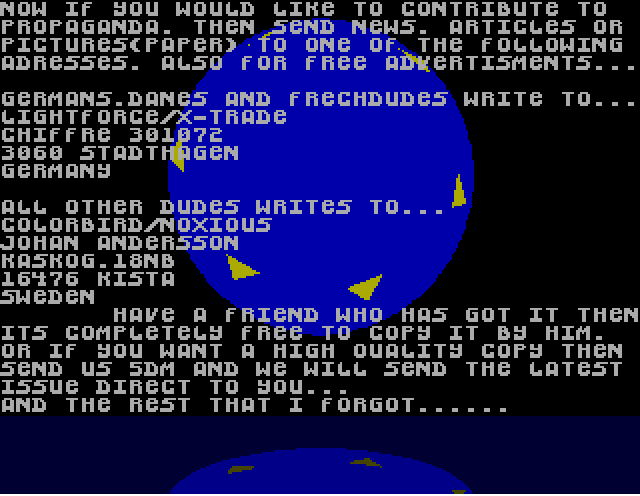 NOW IF YOU WOULD LIKE TO CONTRIBUTE TO
PROPAGANDA. THEN SEND NEWS. ARTICLES OR
PICTURES(PAPER) TO ONE OF THE FOLLOWING
ADRESSES. ALSO FOR FREE ADVERTISMENTS...
GERMANS.DANES AND FRECHDUDES WRITE TO...
LIGHTFORCE/X-TRADE
CHIFFRE 301072
3060 STADTHAGEN
GERMANY
ALL OTHER DUDES WRITES TO...
COLORBIRD/NOXIOUS
JOHAN ANDERSSON
KASKOG.18NB
16476 KISTA
SWEDEN
HAVE A FRIEND WHO HAS GOT IT THEN
ITS COMPLETELY FREE TO COPY IT BY HIM.
OR IF YOU WANT A HIGH QUALITY COPY THEN
SEND US 5DM AND WE WILL SEND THE LATEST
ISSUE DIRECT TO YOU...
AND THE REST THAT I FORGOT......